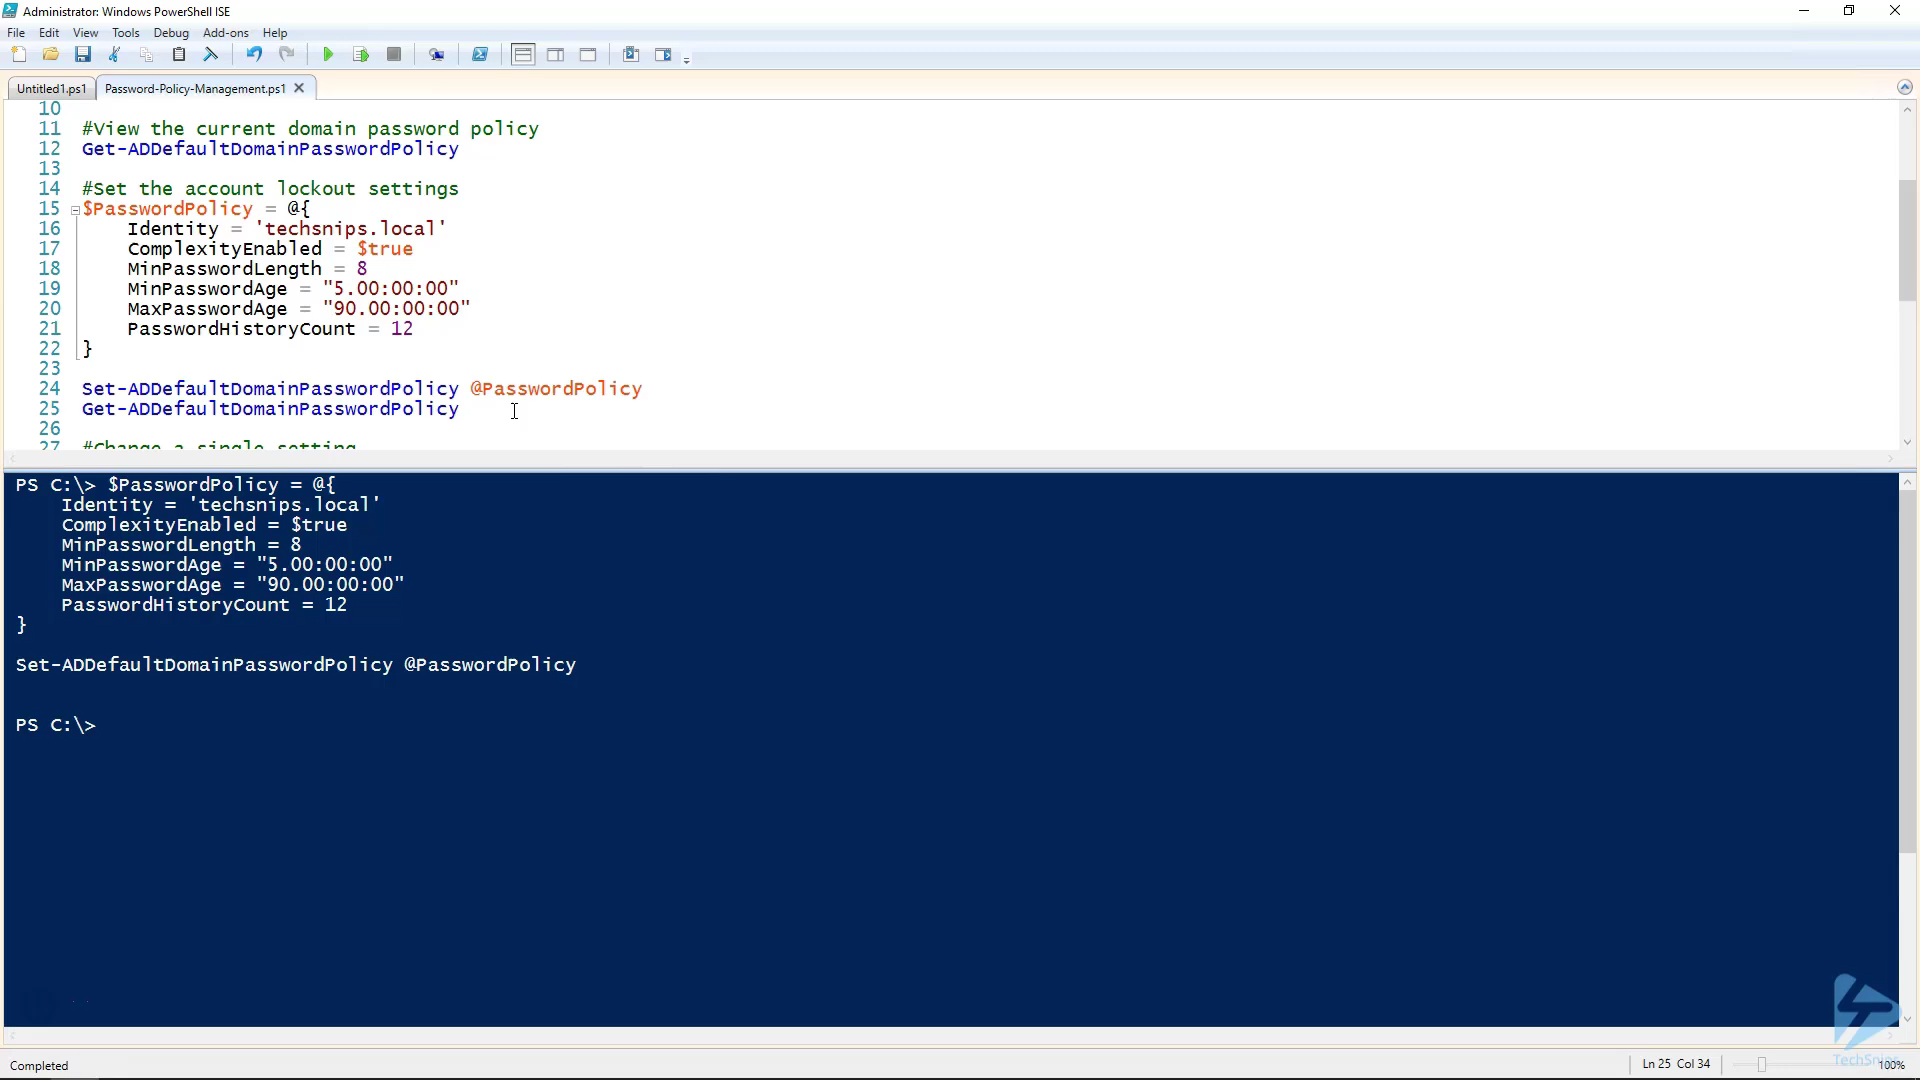 Administrator: Windows PowerShell ISE
File Edit View Tools Debug Add-ons Help
Untitled1.ps1 Password-Policy-Management.ps1
10
11 #View the current domain password policy
12 Get-ADDefaultDomainPasswordPolicy
13
14 #Set the account lockout settings
15 $PasswordPolicy = @{
16 Identity = 'techsnips.local'
17 ComplexityEnabled = $true
18 MinPasswordLength = 8
19 MinPasswordAge = "5.00:00:00"
20 MaxPasswordAge = "90.00:00:00"
21 PasswordHistoryCount = 12
22 }
23
24 Set-ADDefaultDomainPasswordPolicy @PasswordPolicy
25 Get-ADDefaultDomainPasswordPolicy
26
27 #Change a single setting
PS C:\> $PasswordPolicy = @{
Identity = 'techsnips.local'
ComplexityEnabled = $true
MinPasswordLength = 8
MinPasswordAge = "5.00:00:00"
MaxPasswordAge = "90.00:00:00"
PasswordHistoryCount = 12
}
Set-ADDefaultDomainPasswordPolicy @PasswordPolicy
PS C:\>
Completed
Ln 25 Col 34
100%